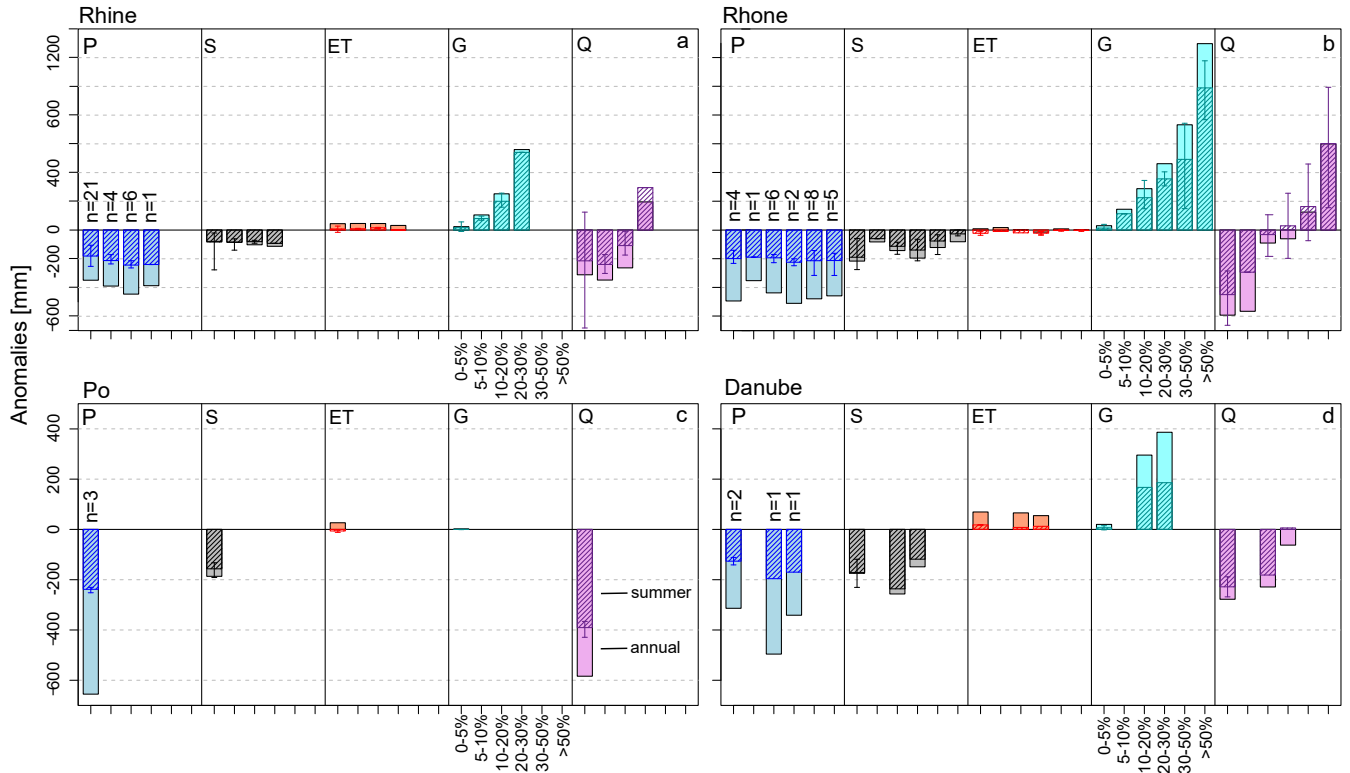 Rhine
Rhone
P
S
ET
G
Q
a
P
S
ET
G
Q
b
1200
400
0
−200
−600
n=21
n=4
n=6
n=1
n=4
n=1
n=6
n=2
n=8
n=5
0-5%
5-10%
10-20%
20-30%
30-50%
>50%
0-5%
5-10%
10-20%
20-30%
30-50%
>50%
Anomalies [mm]
Po
Danube
P
S
ET
G
Q
c
P
S
ET
G
Q
d
400
200
0
−200
−400
−600
n=3
n=2
n=1
n=1
summer
annual
0-5%
5-10%
10-20%
20-30%
30-50%
>50%
0-5%
5-10%
10-20%
20-30%
30-50%
>50%